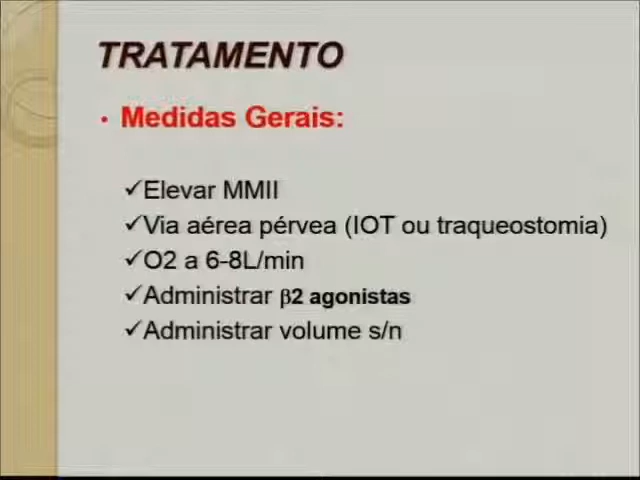 TRATAMENTO
• Medidas Gerais:
✓Elevar MMII
✓Via aérea pérvea (IOT ou traqueostomia)
✓O2 a 6-8L/min
✓Administrar β2 agonistas
✓Administrar volume s/n